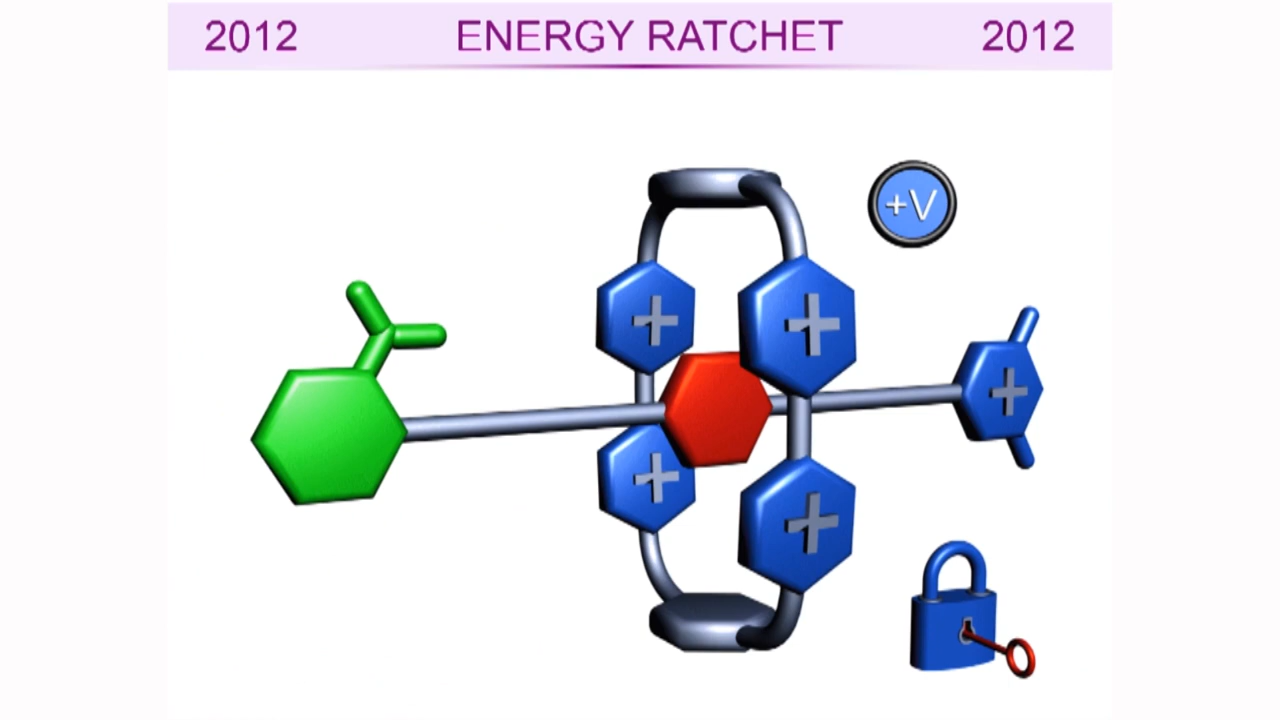 2012 ENERGY RATCHET 2012
+V
+ +
+
+ +